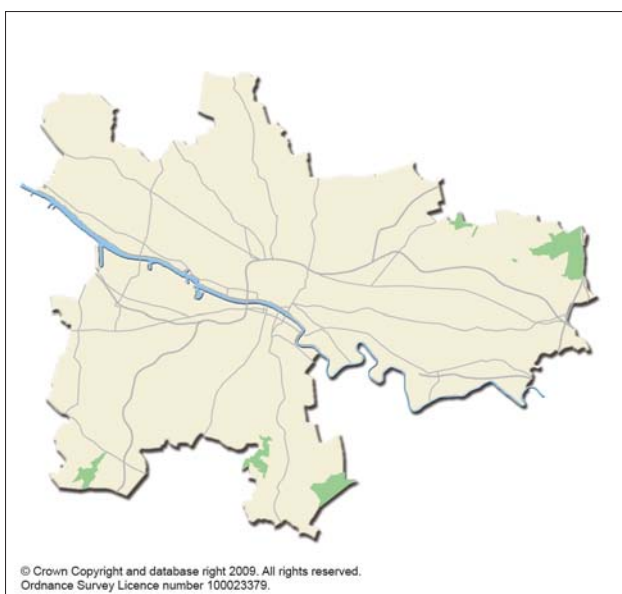 © Crown Copyright and database right 2009. All rights reserved.
Ordnance Survey Licence number 100023379.